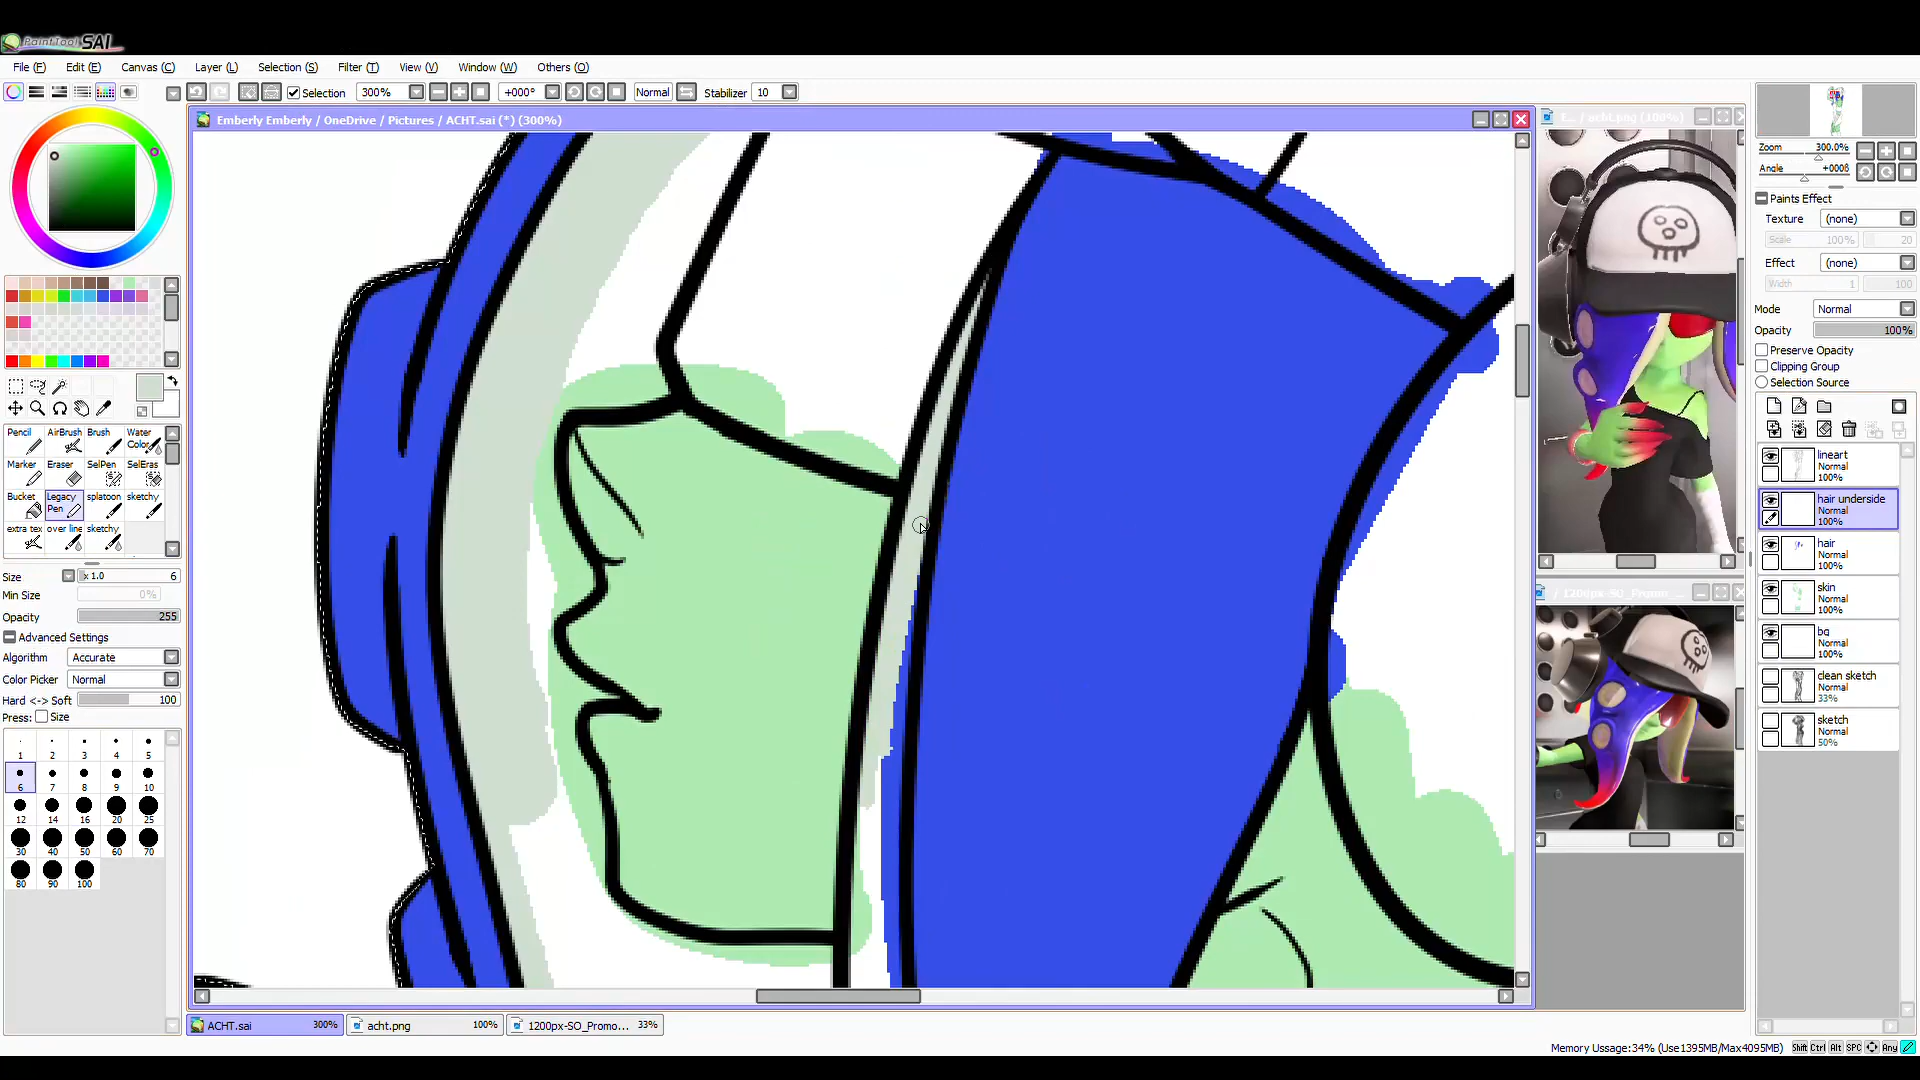 PaintTool SAI
File (F) Edit (E) Canvas (C) Layer (L) Selection (S) Filter (T) View (V) Window (W) Others (O)
Selection 300% +000° Normal Stabilizer 10
Emberly Emberly / OneDrive / Pictures / ACHT.sai (*) (300%)
E... / acht.png (100%)
Zoom 300.0%
Angle +000°
Paints Effect
Texture (none)
Scale 100% 20
Effect (none)
Width 1 100
Mode Normal
Opacity 100%
Preserve Opacity
Clipping Group
Selection Source
Pencil AirBrush Brush Water Color
Marker Eraser SelPen SelEras
Bucket Legacy Pen splatoon sketchy
extra tex over line sketchy
Size x 1.0 6
Min Size 0%
Opacity 255
Advanced Settings
Algorithm Accurate
Color Picker Normal
Hard <-> Soft 100
Press: Size
1 2 3 4 5
6 7 8 9 10
12 14 16 20 25
30 40 50 60 70
80 90 100
lineart
Normal
100%
hair underside
Normal
100%
hair
Normal
100%
skin
Normal
100%
bg
Normal
100%
clean sketch
Normal
33%
sketch
Normal
50%
/ 1200px-SO_Promo_...
ACHT.sai 300% acht.png 100% 1200px-SO_Promo... 33%
Memory Ussage:34% (Use1395MB/Max4095MB) Shift Ctrl Alt SPC Any